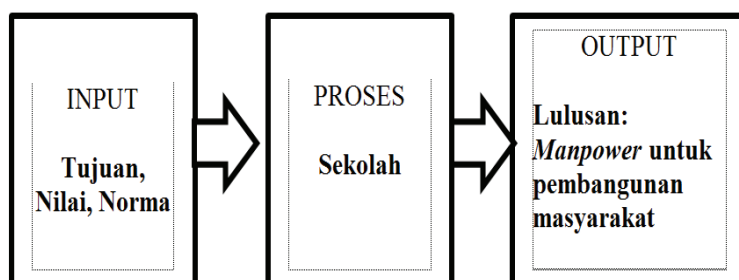 INPUT
Tujuan,
Nilai, Norma
PROSES
Sekolah
OUTPUT
Lulusan:
Manpower untuk
pembangunan
masyarakat